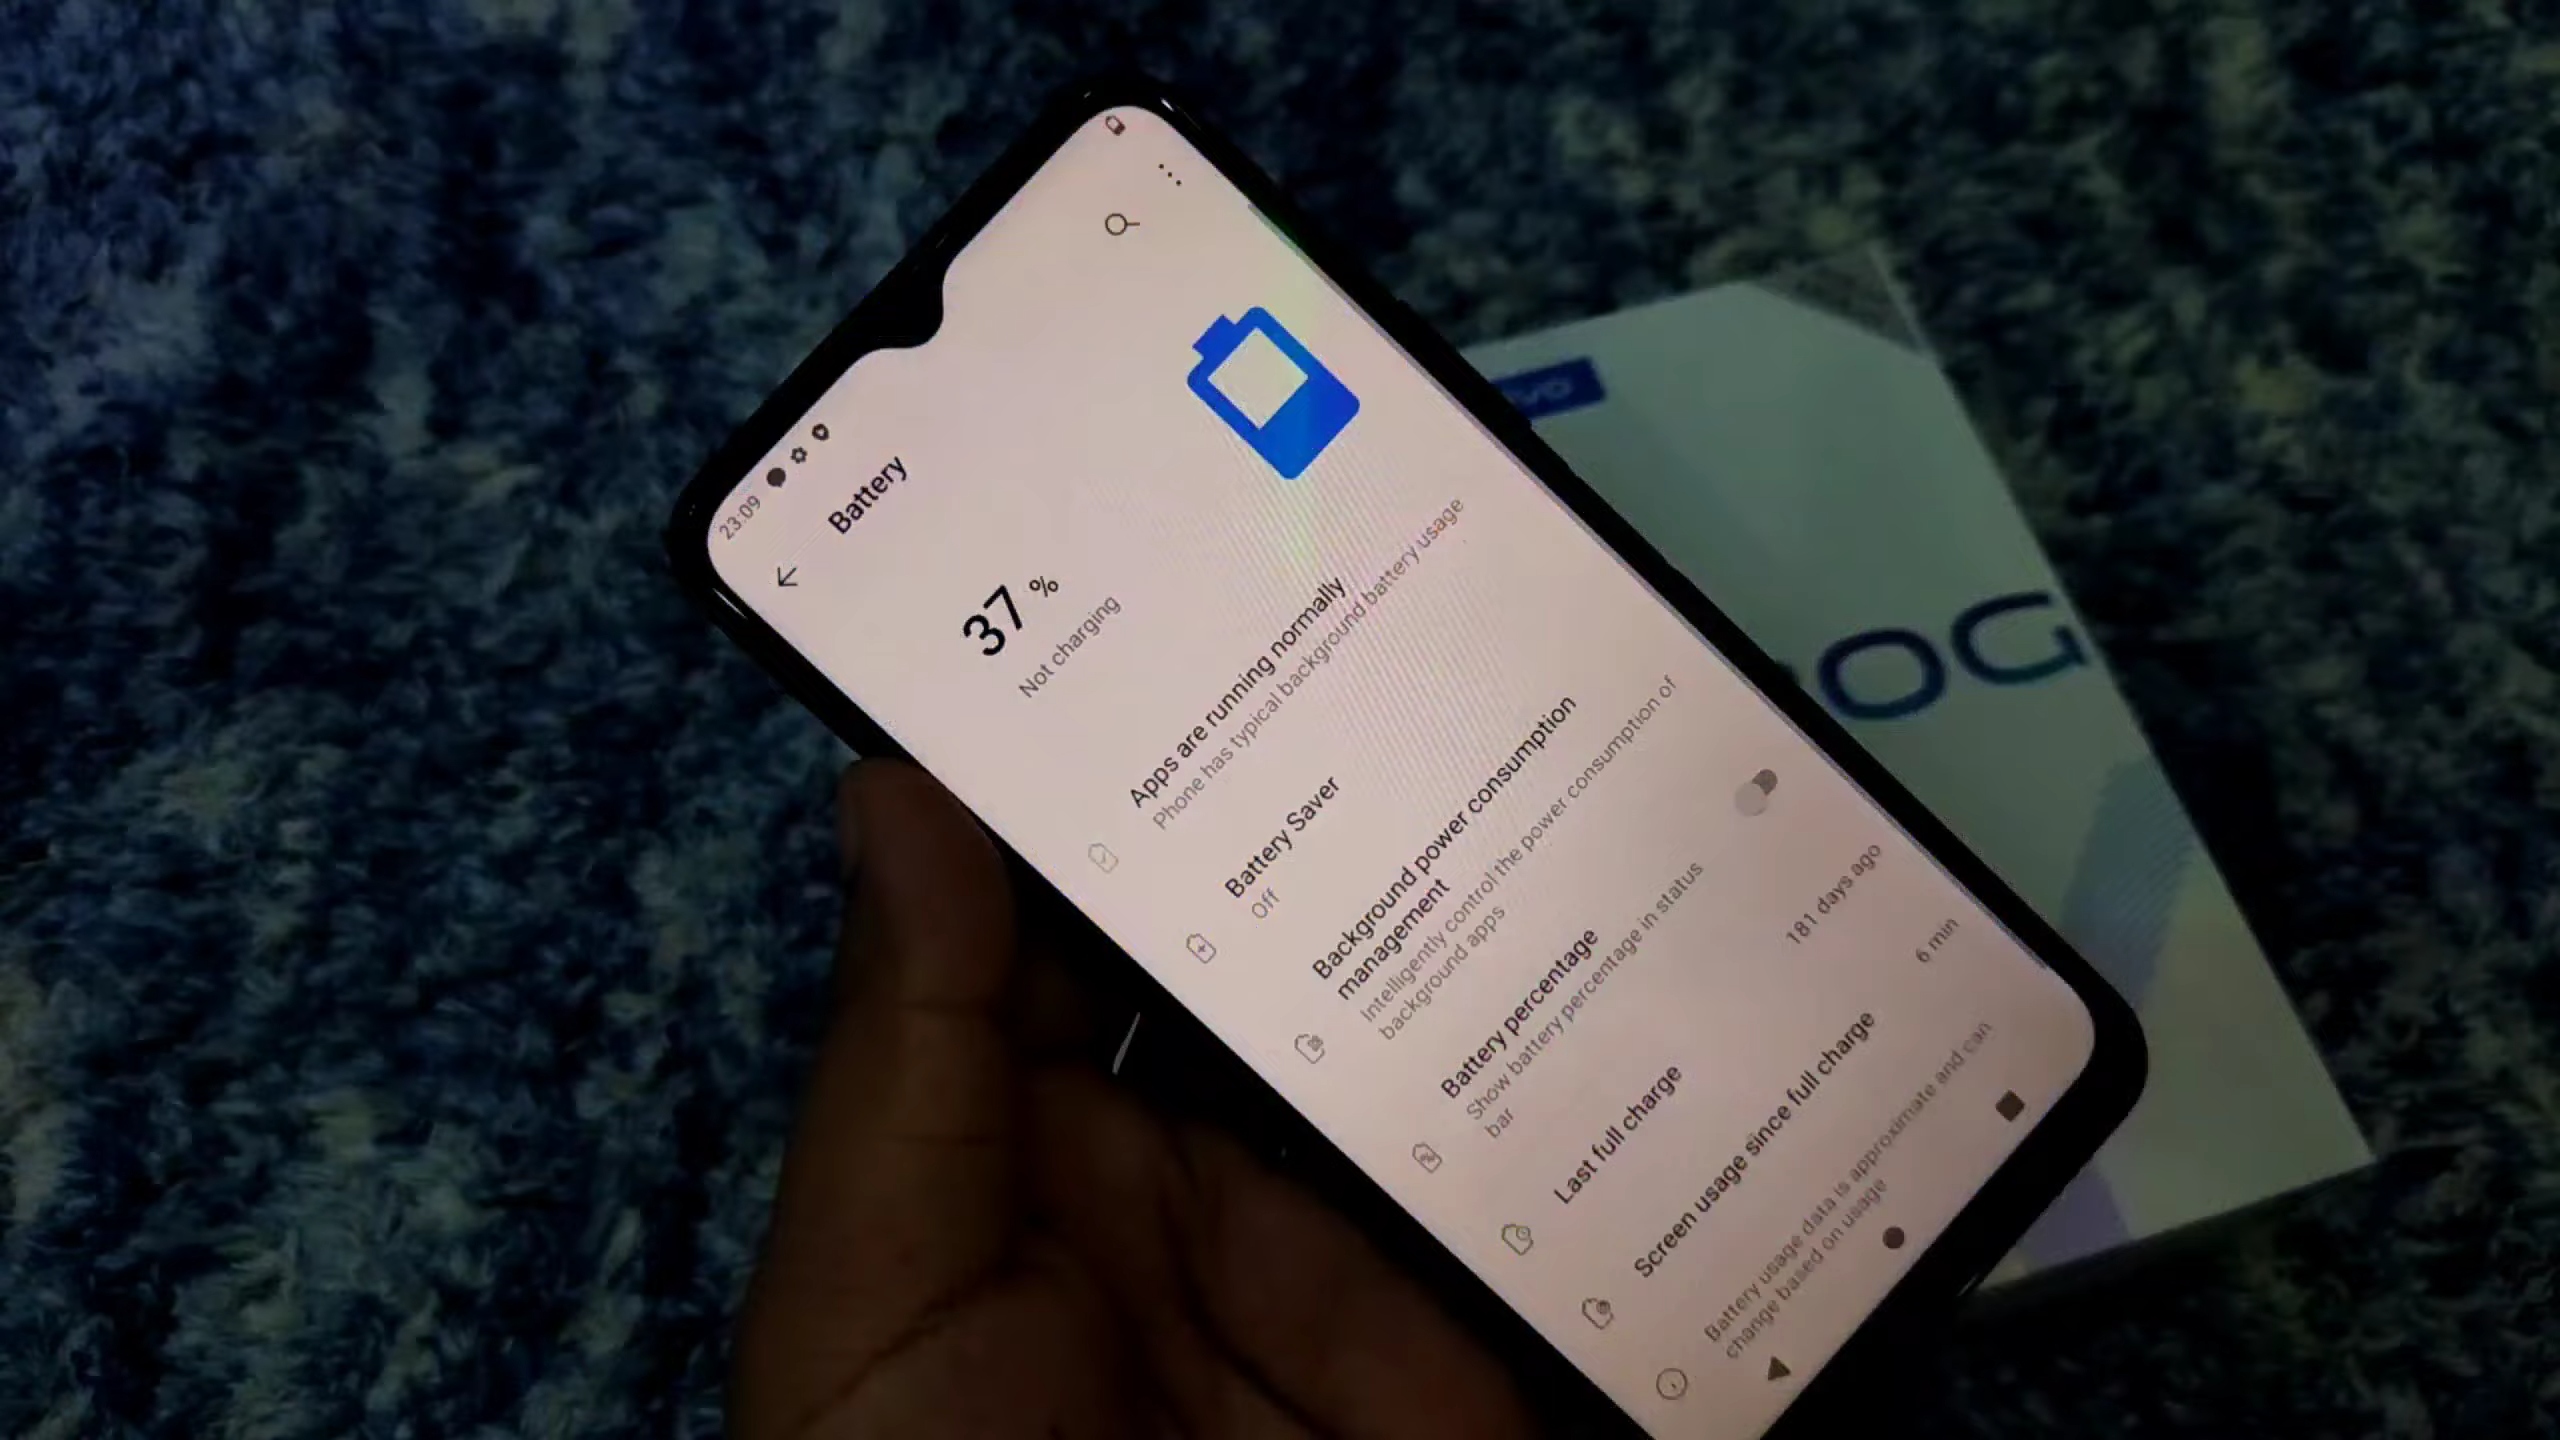 23:09
Battery
37 %
Not charging
Apps are running normally
Phone has typical background battery usage
Battery Saver
Off
Background power consumption
management
Intelligently control the power consumption of
background apps
Battery percentage
Show battery percentage in status
bar
Last full charge
181 days ago
Screen usage since full charge
6 min
Battery usage data is approximate and can
change based on usage
vo
OG